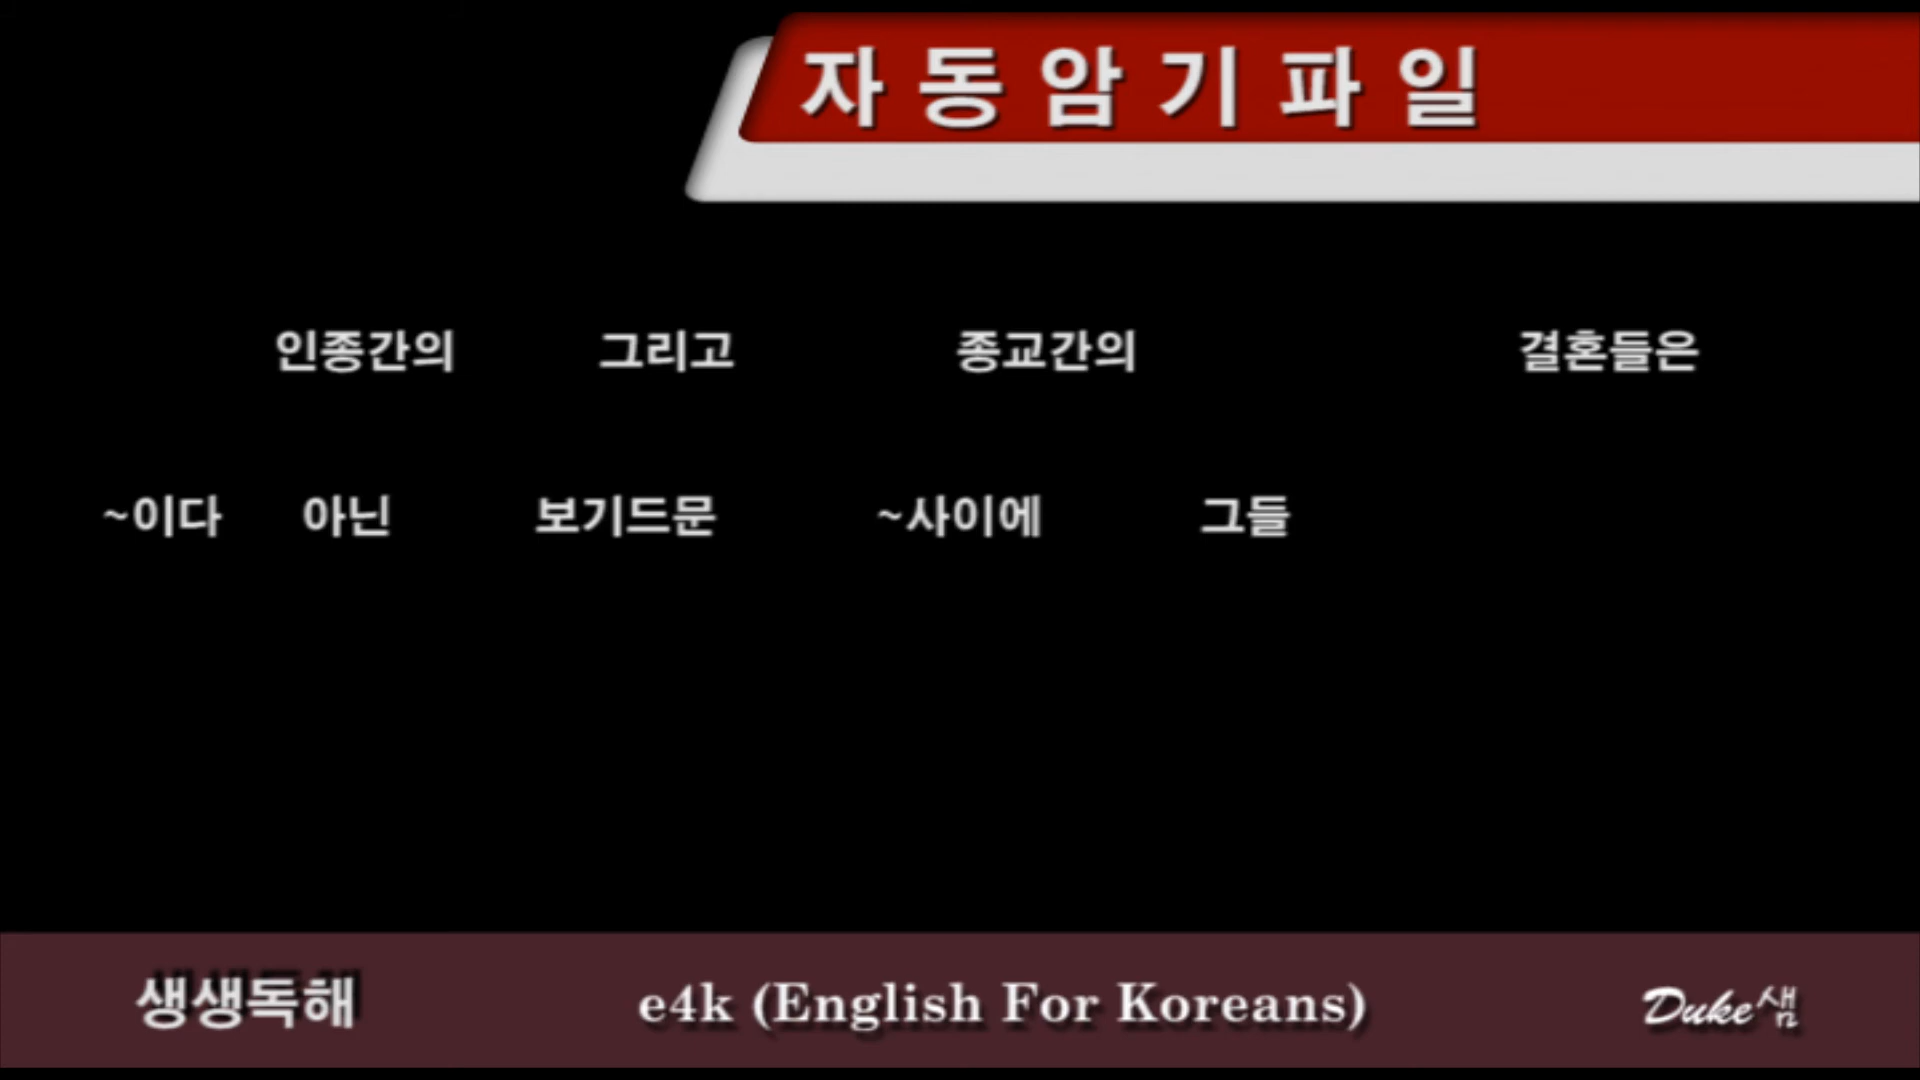 자동암기파일
인종간의 그리고 종교간의 결혼들은
~이다 아닌 보기드문 ~사이에 그들
생생독해 e4k (English For Koreans) Duke샘